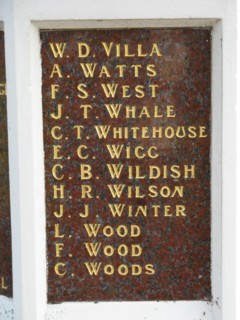 W. D. VILLA
A. WATTS
F. S. WEST
J. T. WHALE
C. T. WHITEHOUSE
E. C. WIGG
C. B. WILDISH
H. R. WILSON
J. J. WINTER
L. WOOD
F. WOOD
C. WOODS